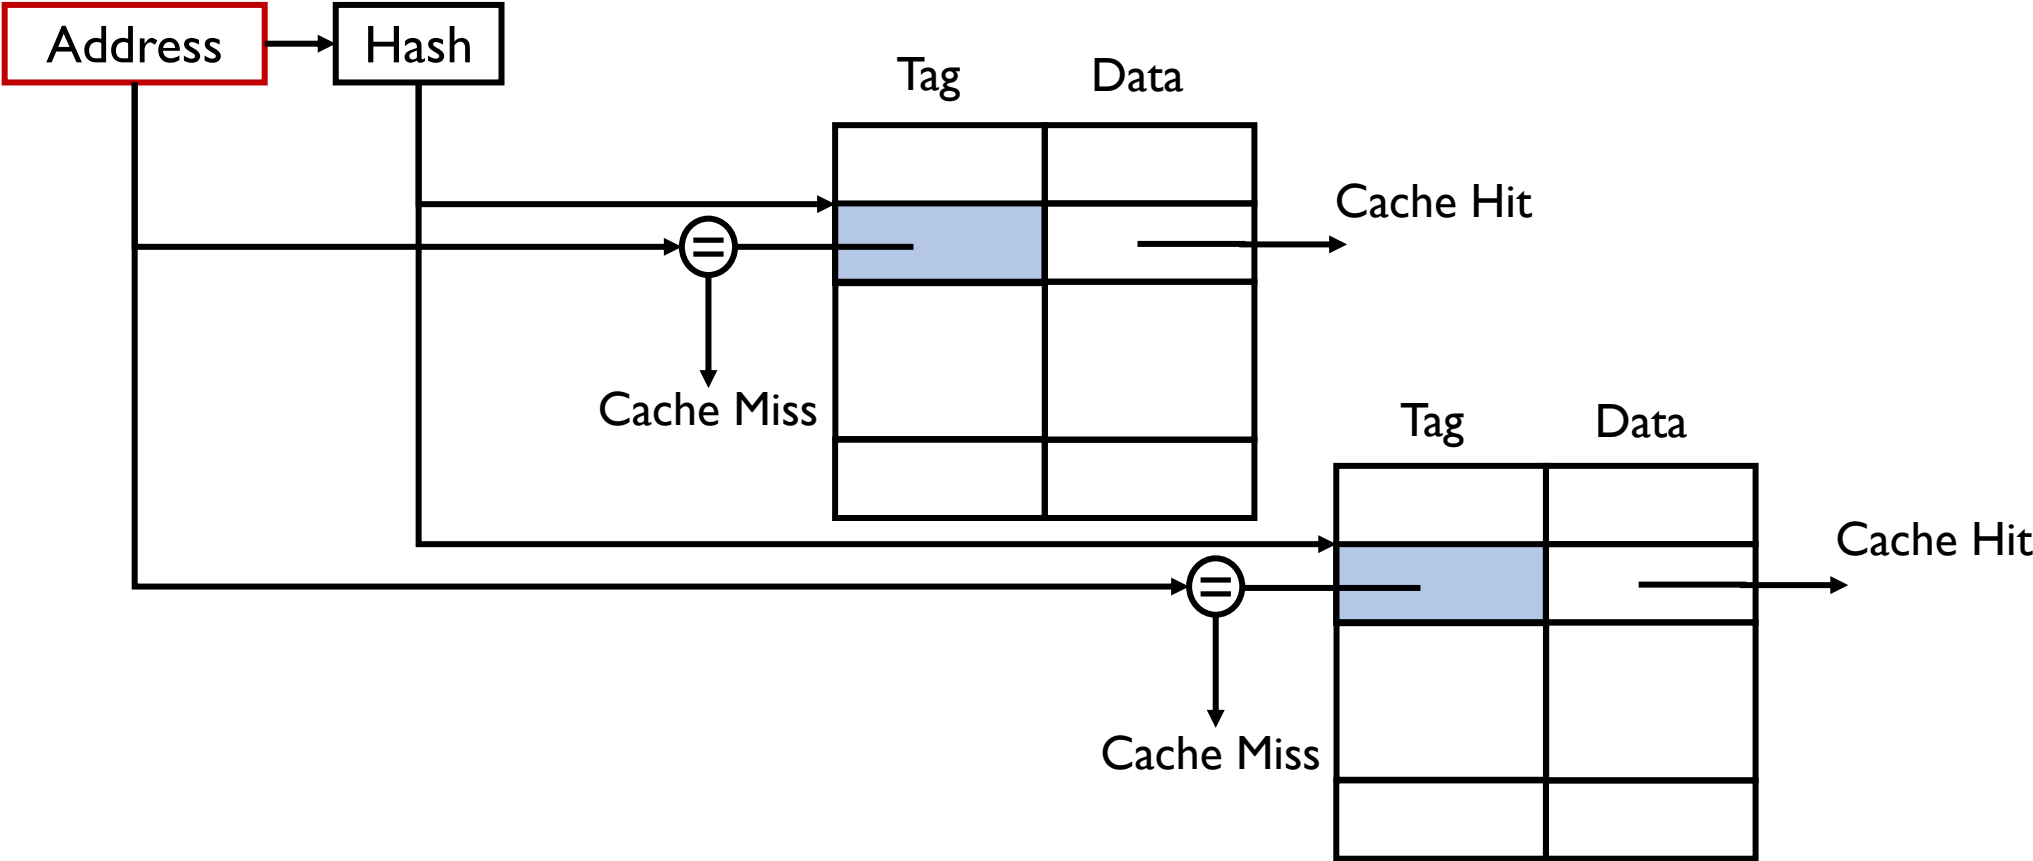 Address
Hash
Tag
Data
Cache Hit
=
Cache Miss
Tag
Data
Cache Hit
=
Cache Miss